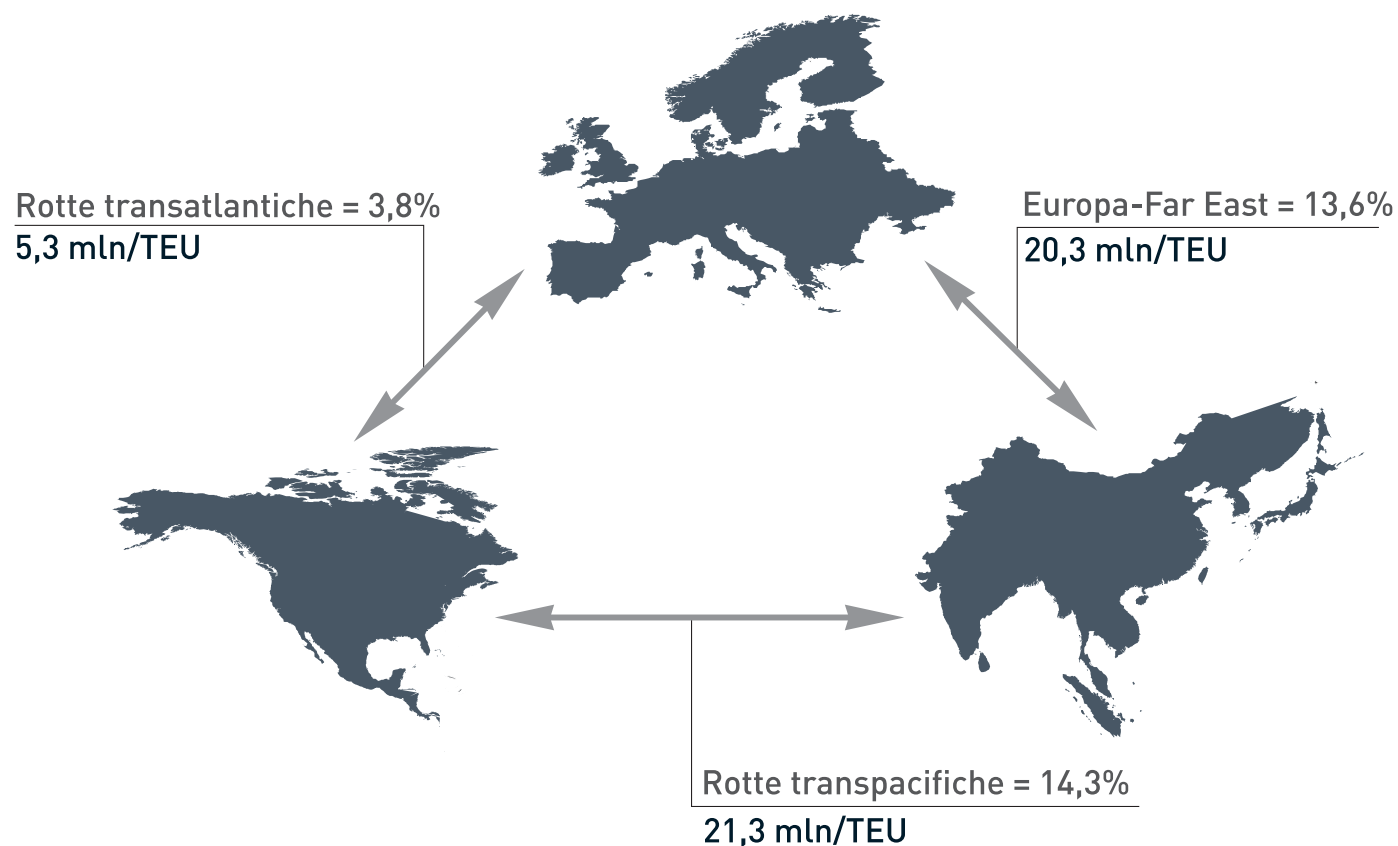 Rotte transatlantiche = 3,8%
5,3 mln/TEU
Europa-Far East = 13,6%
20,3 mln/TEU
Rotte transpacifiche = 14,3%
21,3 mln/TEU